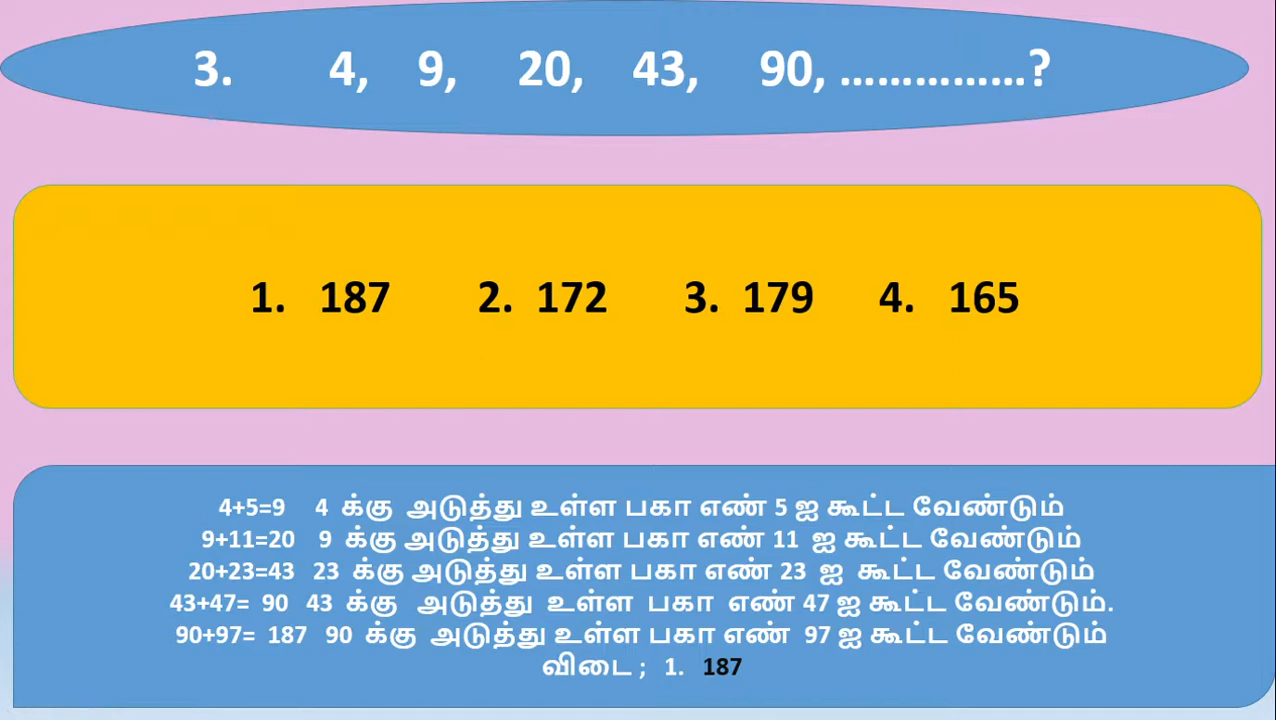 3. 4, 9, 20, 43, 90, ……………?
1. 187 2. 172 3. 179 4. 165
4+5=9 4 க்கு அடுத்து உள்ள பகா எண் 5 ஐ கூட்ட வேண்டும்
9+11=20 9 க்கு அடுத்து உள்ள பகா எண் 11 ஐ கூட்ட வேண்டும்
20+23=43 23 க்கு அடுத்து உள்ள பகா எண் 23 ஐ கூட்ட வேண்டும்
43+47= 90 43 க்கு அடுத்து உள்ள பகா எண் 47 ஐ கூட்ட வேண்டும்.
90+97= 187 90 க்கு அடுத்து உள்ள பகா எண் 97 ஐ கூட்ட வேண்டும்
விடை ; 1. 187